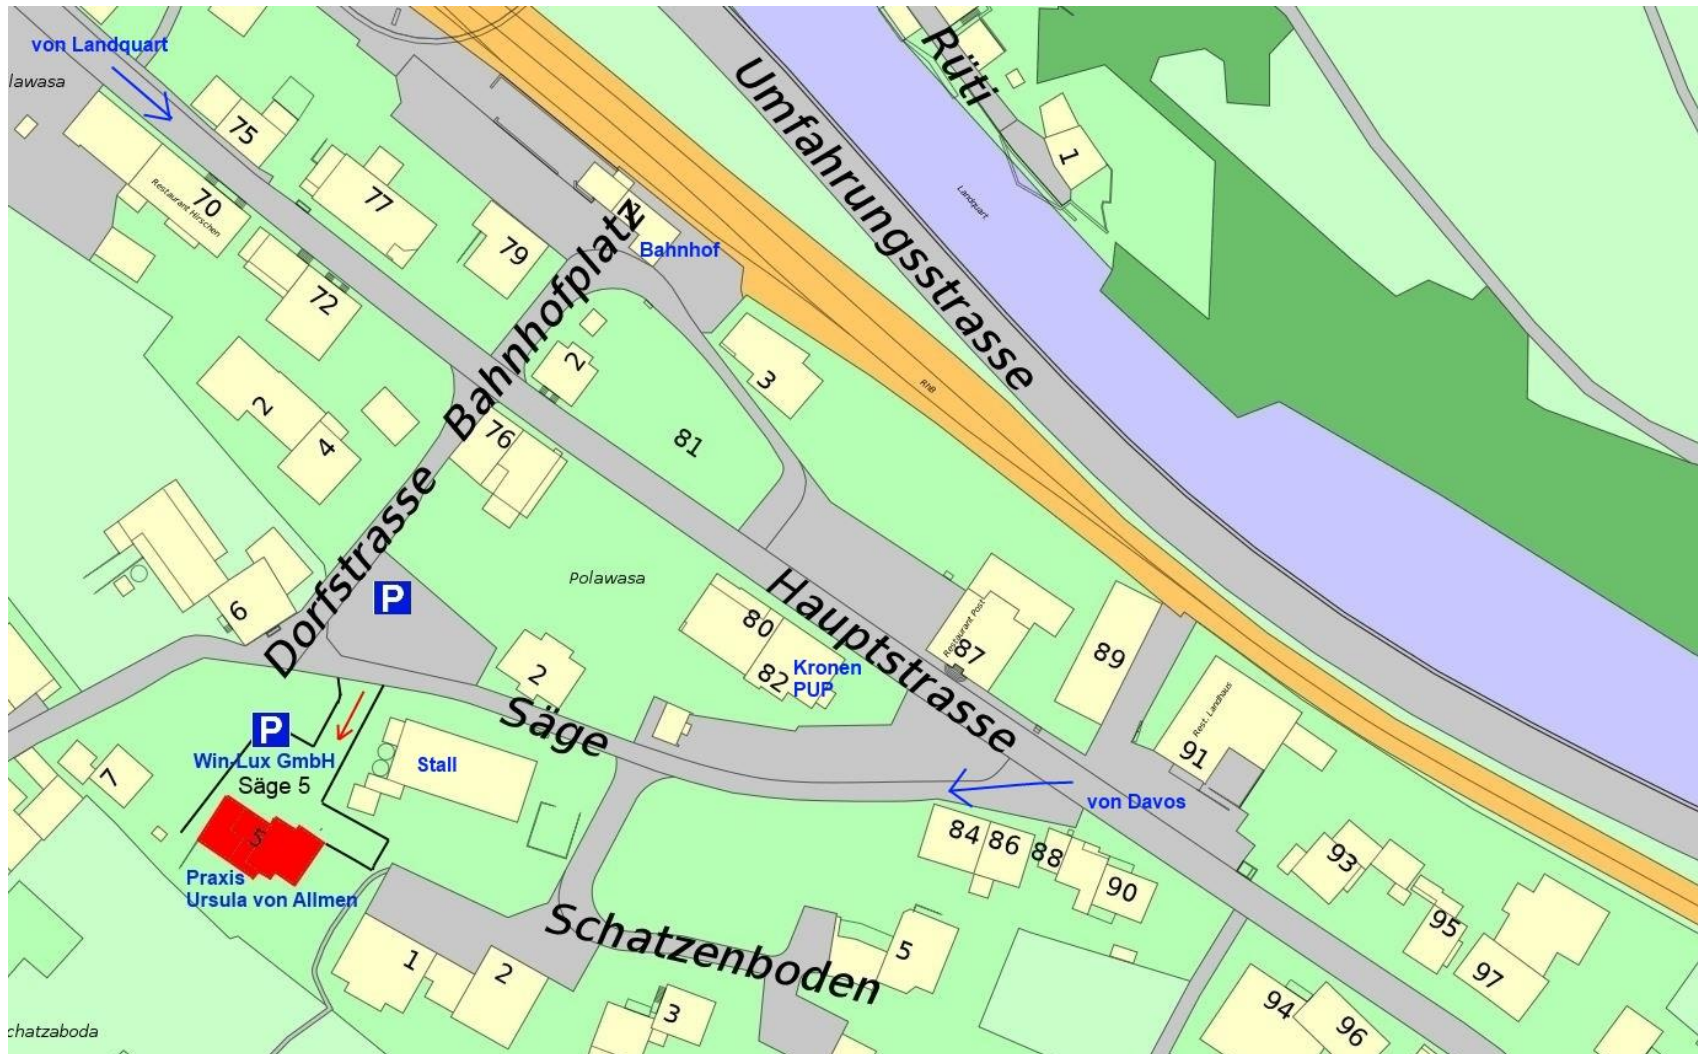 von Landquart
lawasa
Rüti
75
1
Umfahrungsstrasse
70
Restaurant Hirschen
77
Landquart
1
Bahnhof
79
Bahnhofplatz
72
2
3
RhB
2
4
76
81
Dorfstrasse
Polawasa
P
6
80
Hauptstrasse
Restaurant Post
87
89
2
82
Kronen
PUP
Säge
Rest. Landhaus
91
P
Win-Lux GmbH
Säge 5
Stall
7
von Davos
5
84
86
88
93
90
Praxis
Ursula von Allmen
95
Schatzenboden
1
2
5
97
3
94
96
chatzaboda